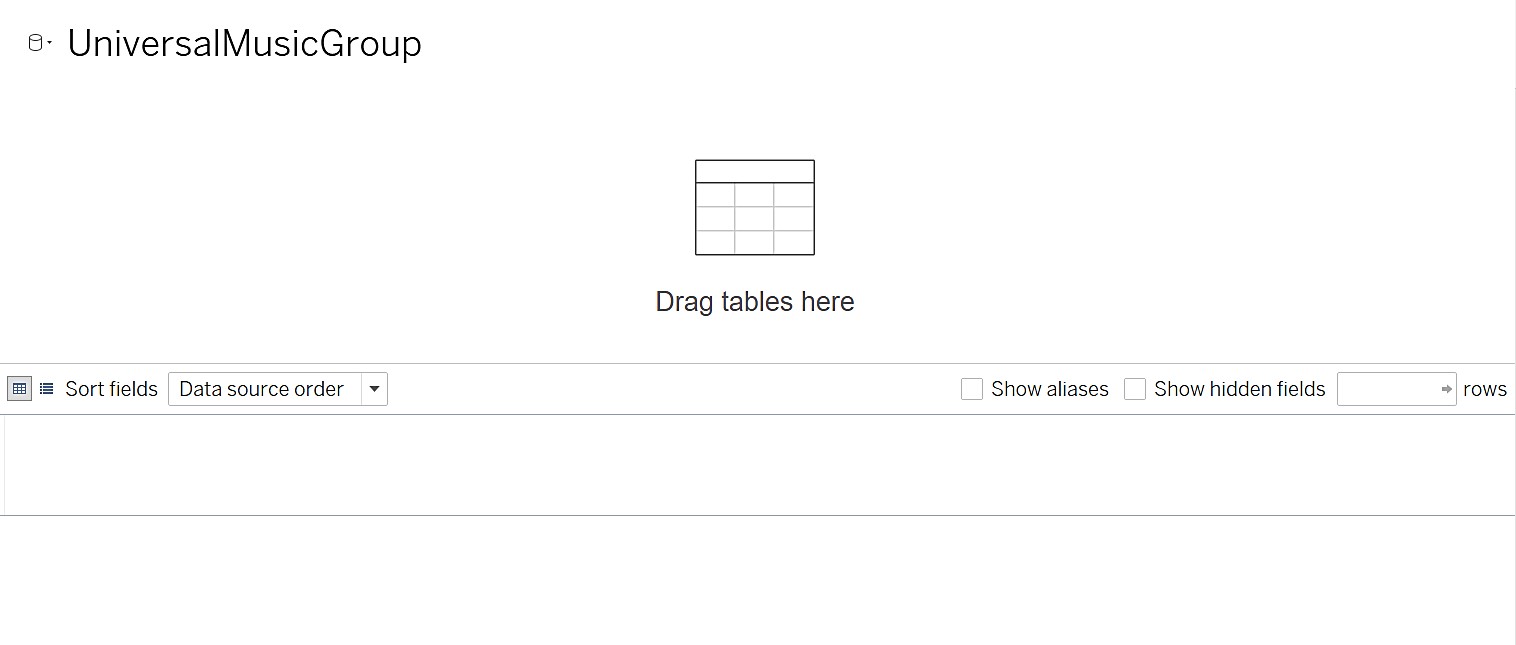 UniversalMusicGroup
Drag tables here
Sort fields Data source order Show aliases Show hidden fields rows